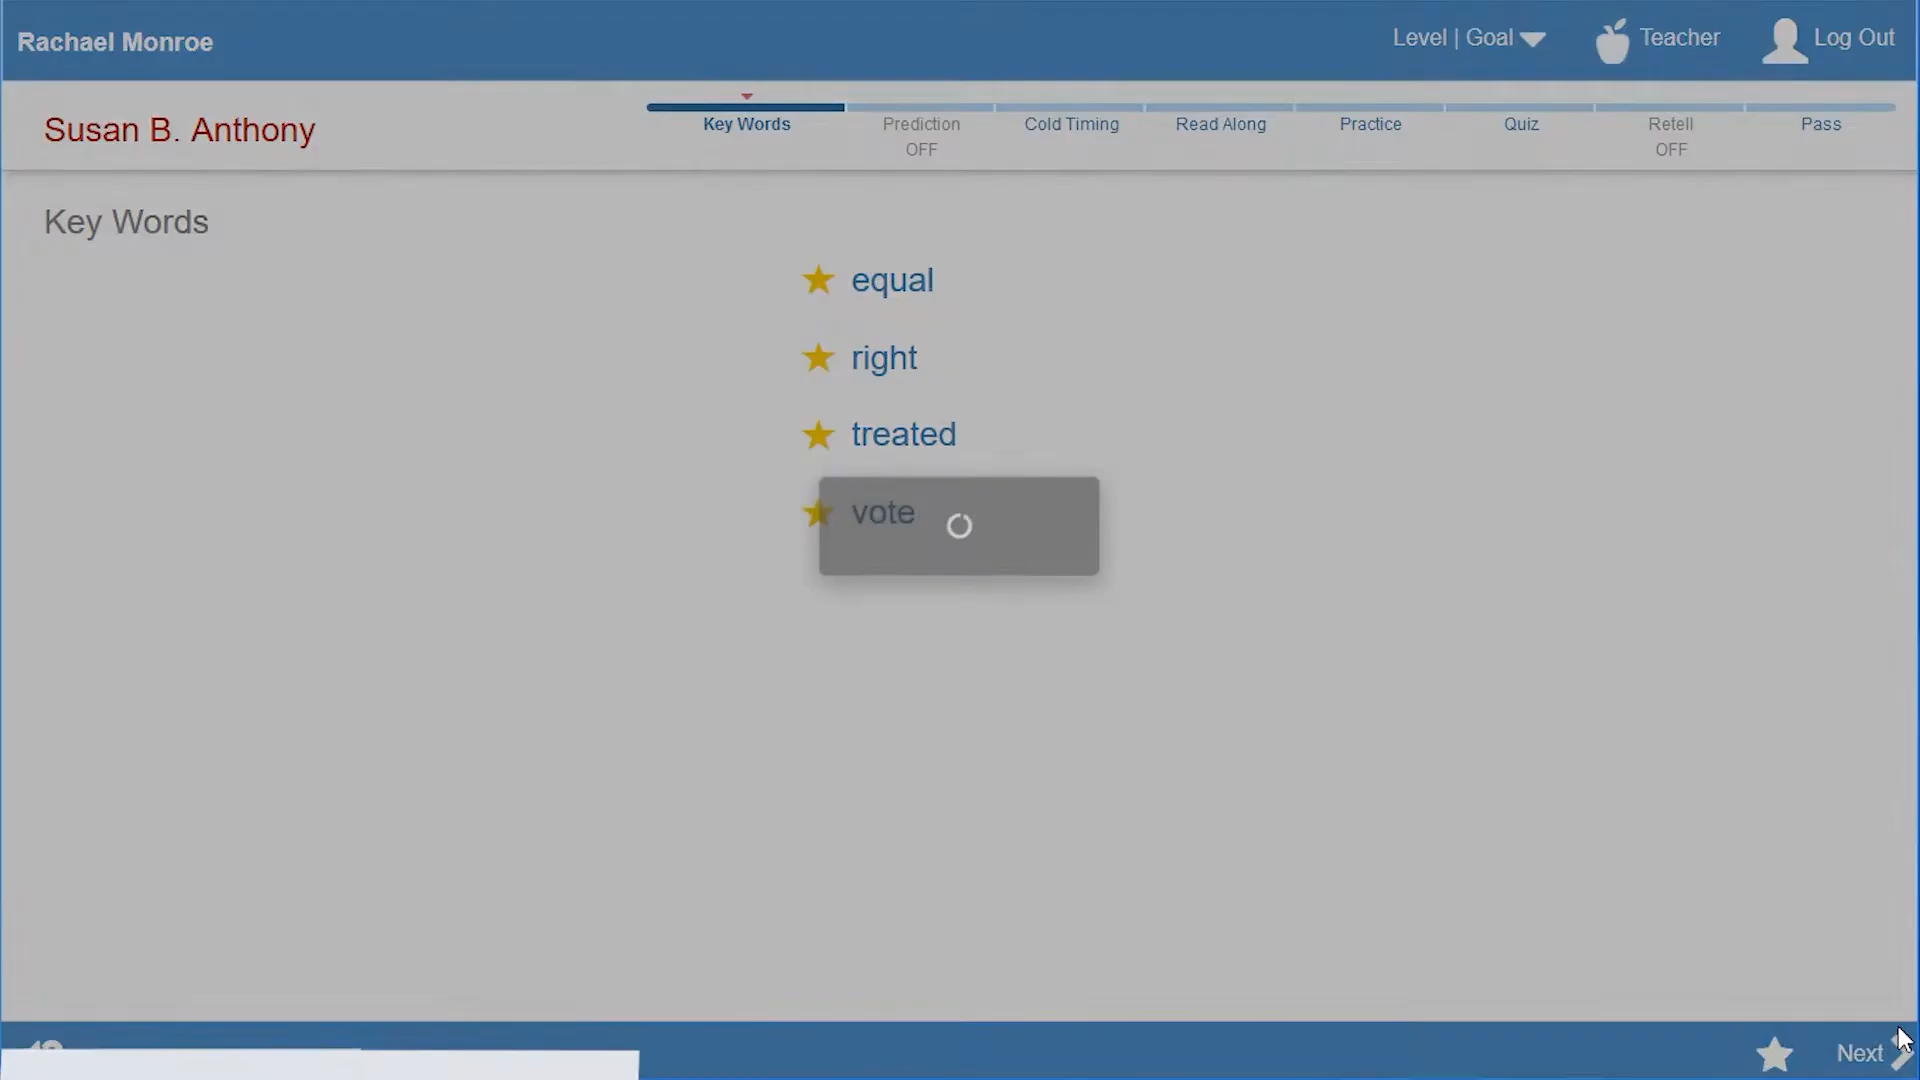 Rachael Monroe
Level | Goal
Teacher
Log Out
Susan B. Anthony
Key Words
Prediction
OFF
Cold Timing
Read Along
Practice
Quiz
Retell
OFF
Pass
Key Words
equal
right
treated
vote
Next